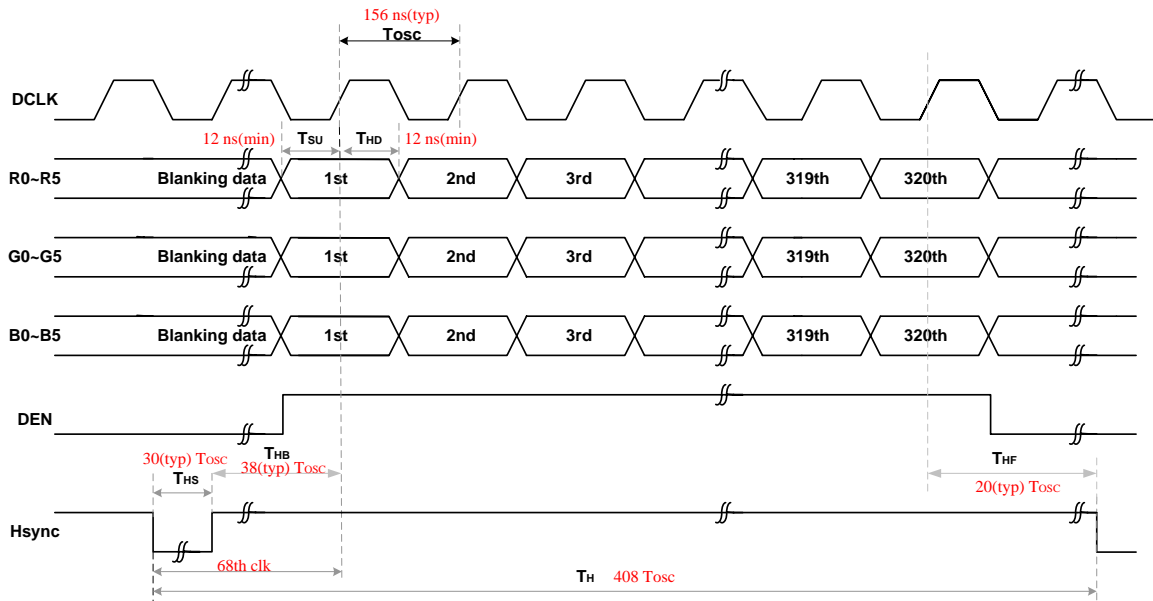 156 ns(typ)
Tosc
DCLK
12 ns(min) TSU THD 12 ns(min)
R0~R5 Blanking data 1st 2nd 3rd 319th 320th
G0~G5 Blanking data 1st 2nd 3rd 319th 320th
B0~B5 Blanking data 1st 2nd 3rd 319th 320th
DEN
30(typ) Tosc THB THF
THS 38(typ) Tosc 20(typ) Tosc
Hsync
68th clk
TH 408 Tosc